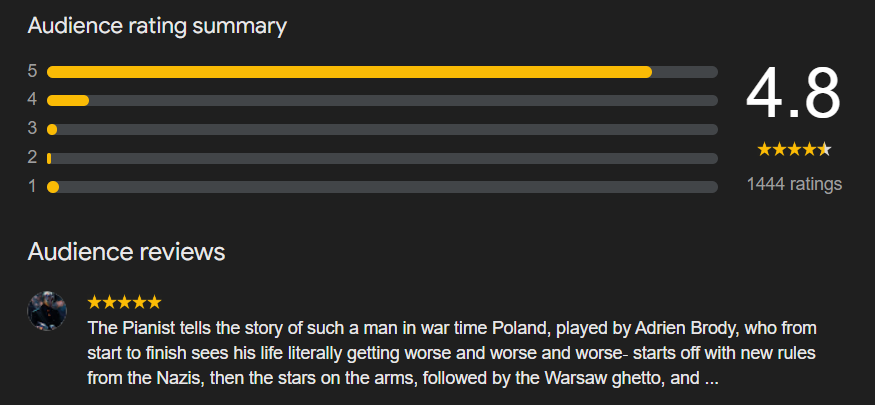 Audience rating summary
5
4
3
2
1
4.8
1444 ratings
Audience reviews
The Pianist tells the story of such a man in war time Poland, played by Adrien Brody, who from
start to finish sees his life literally getting worse and worse and worse- starts off with new rules
from the Nazis, then the stars on the arms, followed by the Warsaw ghetto, and ...